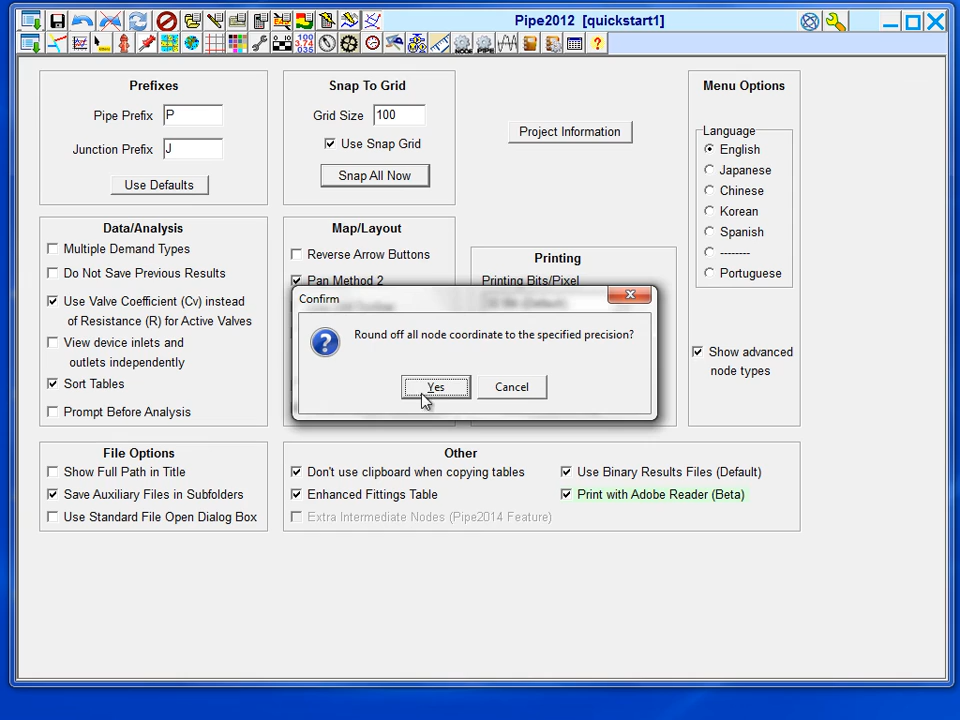 Pipe2012 [quickstart1]
100
3.74
.035
Prefixes
Pipe Prefix P
Junction Prefix J
Use Defaults
Snap To Grid
Grid Size 100
Use Snap Grid
Snap All Now
Project Information
Menu Options
Language
English
Japanese
Chinese
Korean
Spanish
--------
Portuguese
Show advanced
node types
Data/Analysis
Multiple Demand Types
Do Not Save Previous Results
Use Valve Coefficient (Cv) instead
of Resistance (R) for Active Valves
View device inlets and
outlets independently
Sort Tables
Prompt Before Analysis
Map/Layout
Reverse Arrow Buttons
Pan Method 2
Printing
Printing Bits/Pixel
Confirm
Round off all node coordinate to the specified precision?
Yes
Cancel
File Options
Show Full Path in Title
Save Auxiliary Files in Subfolders
Use Standard File Open Dialog Box
Other
Don't use clipboard when copying tables
Enhanced Fittings Table
Extra Intermediate Nodes (Pipe2014 Feature)
Use Binary Results Files (Default)
Print with Adobe Reader (Beta)